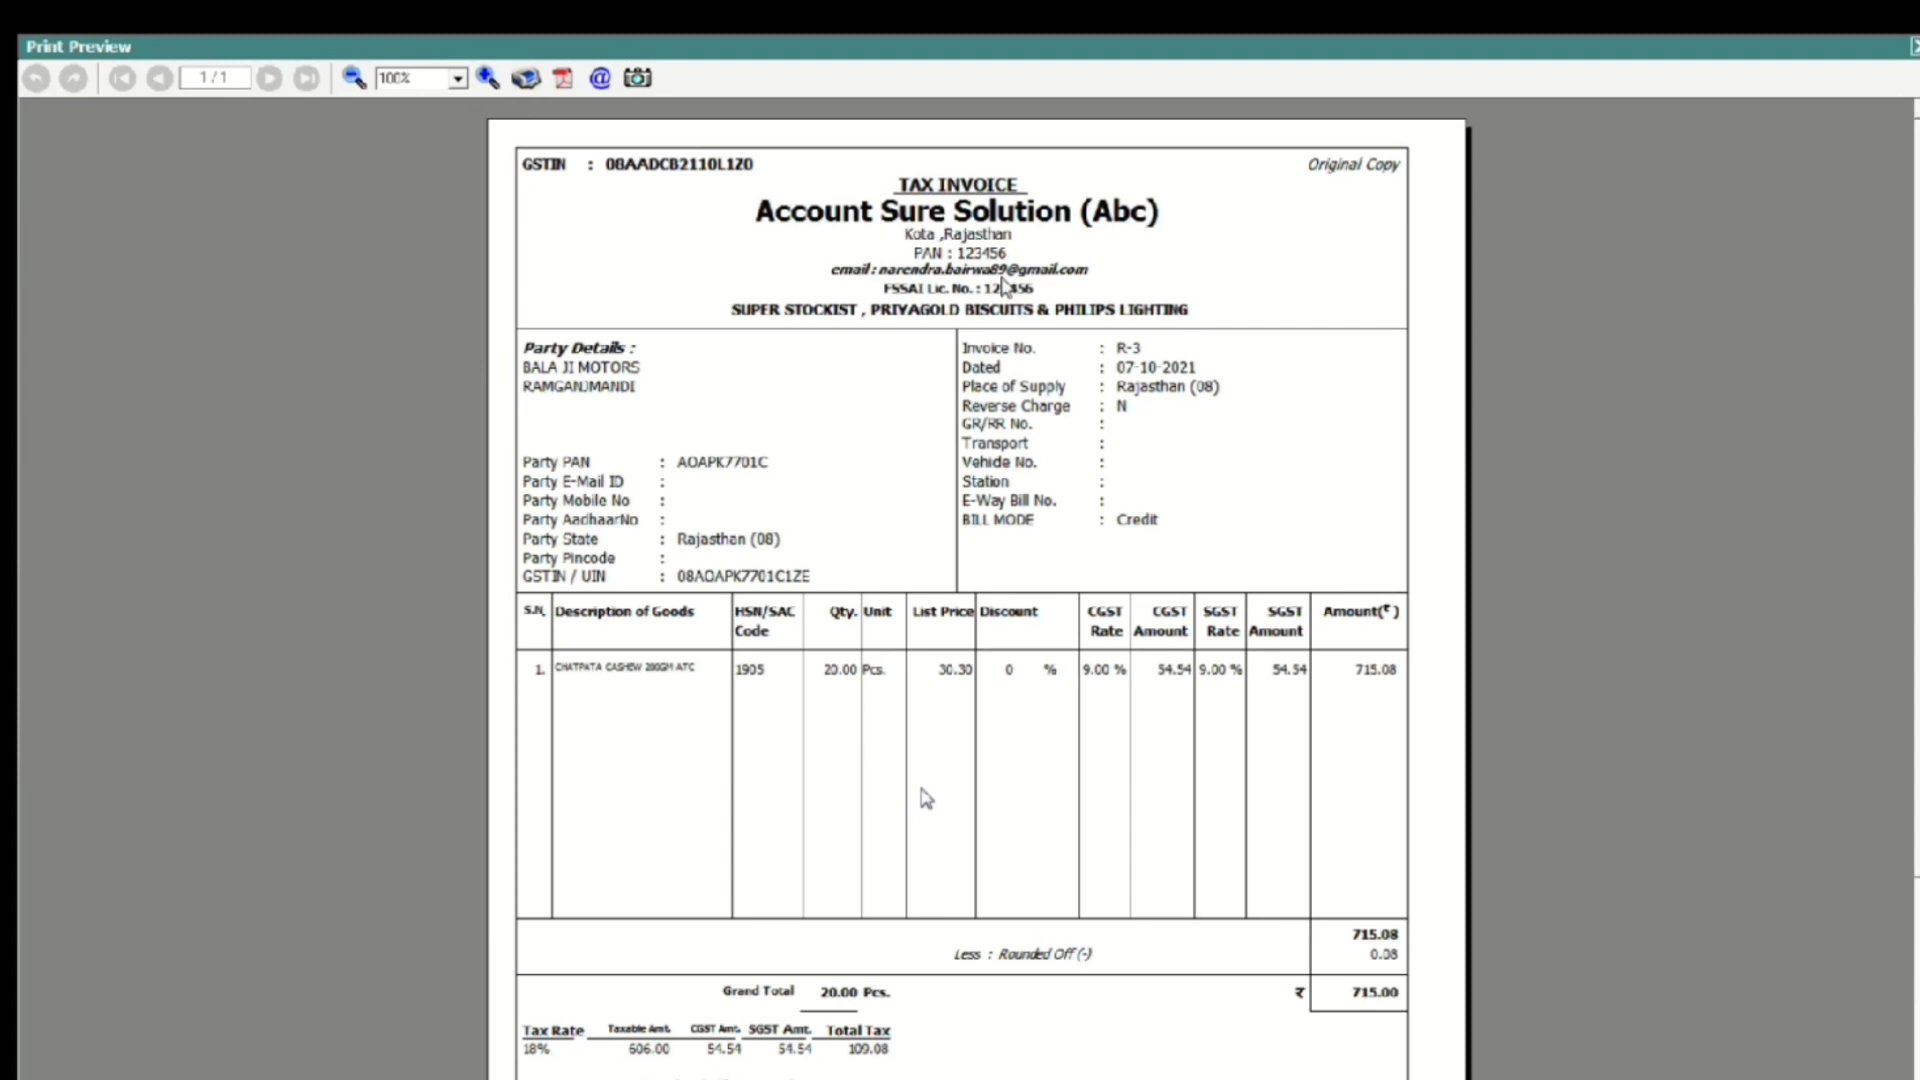 Print Preview
1 / 1
100%
GSTIN : 08AADCB2110L1Z0
Original Copy
TAX INVOICE
Account Sure Solution (Abc)
Kota ,Rajasthan
PAN : 123456
email : narendra.bairwa89@gmail.com
FSSAI Lic. No. : 123456
SUPER STOCKIST , PRIYAGOLD BISCUITS & PHILIPS LIGHTING
Party Details :
BALA JI MOTORS
RAMGANJMANDI
Party PAN : AOAPK7701C
Party E-Mail ID :
Party Mobile No :
Party AadhaarNo :
Party State : Rajasthan (08)
Party Pincode :
GSTIN / UIN : 08AOAPK7701C1ZE
Invoice No. : R-3
Dated : 07-10-2021
Place of Supply : Rajasthan (08)
Reverse Charge : N
GR/RR No. :
Transport :
Vehicle No. :
Station :
E-Way Bill No. :
BILL MODE : Credit
S.N. Description of Goods HSN/SAC Code Qty. Unit List Price Discount CGST Rate CGST Amount SGST Rate SGST Amount Amount(₹ )
1. CHATPATA CASHEW 200GM ATC 1905 20.00 Pcs. 30.30 0 % 9.00 % 54.54 9.00 % 54.54 715.08
715.08
Less : Rounded Off (-) 0.08
Grand Total 20.00 Pcs. ₹ 715.00
Tax Rate Taxable Amt. CGST Amt. SGST Amt. Total Tax
18% 606.00 54.54 54.54 109.08